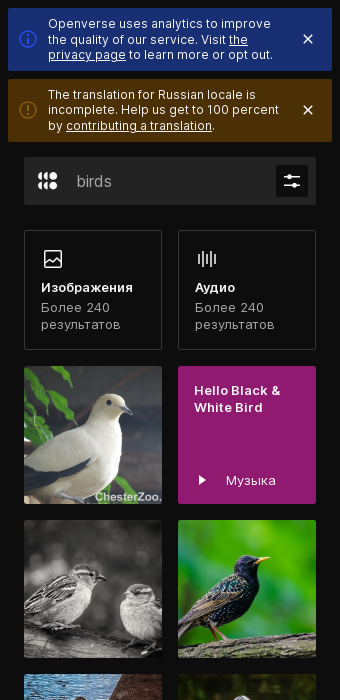 Openverse uses analytics to improve
the quality of our service. Visit the
privacy page to learn more or opt out.
The translation for Russian locale is
incomplete. Help us get to 100 percent
by contributing a translation.
birds
Изображения
Более 240
результатов
Аудио
Более 240
результатов
ChesterZoo.
Hello Black &
White Bird
Музыка